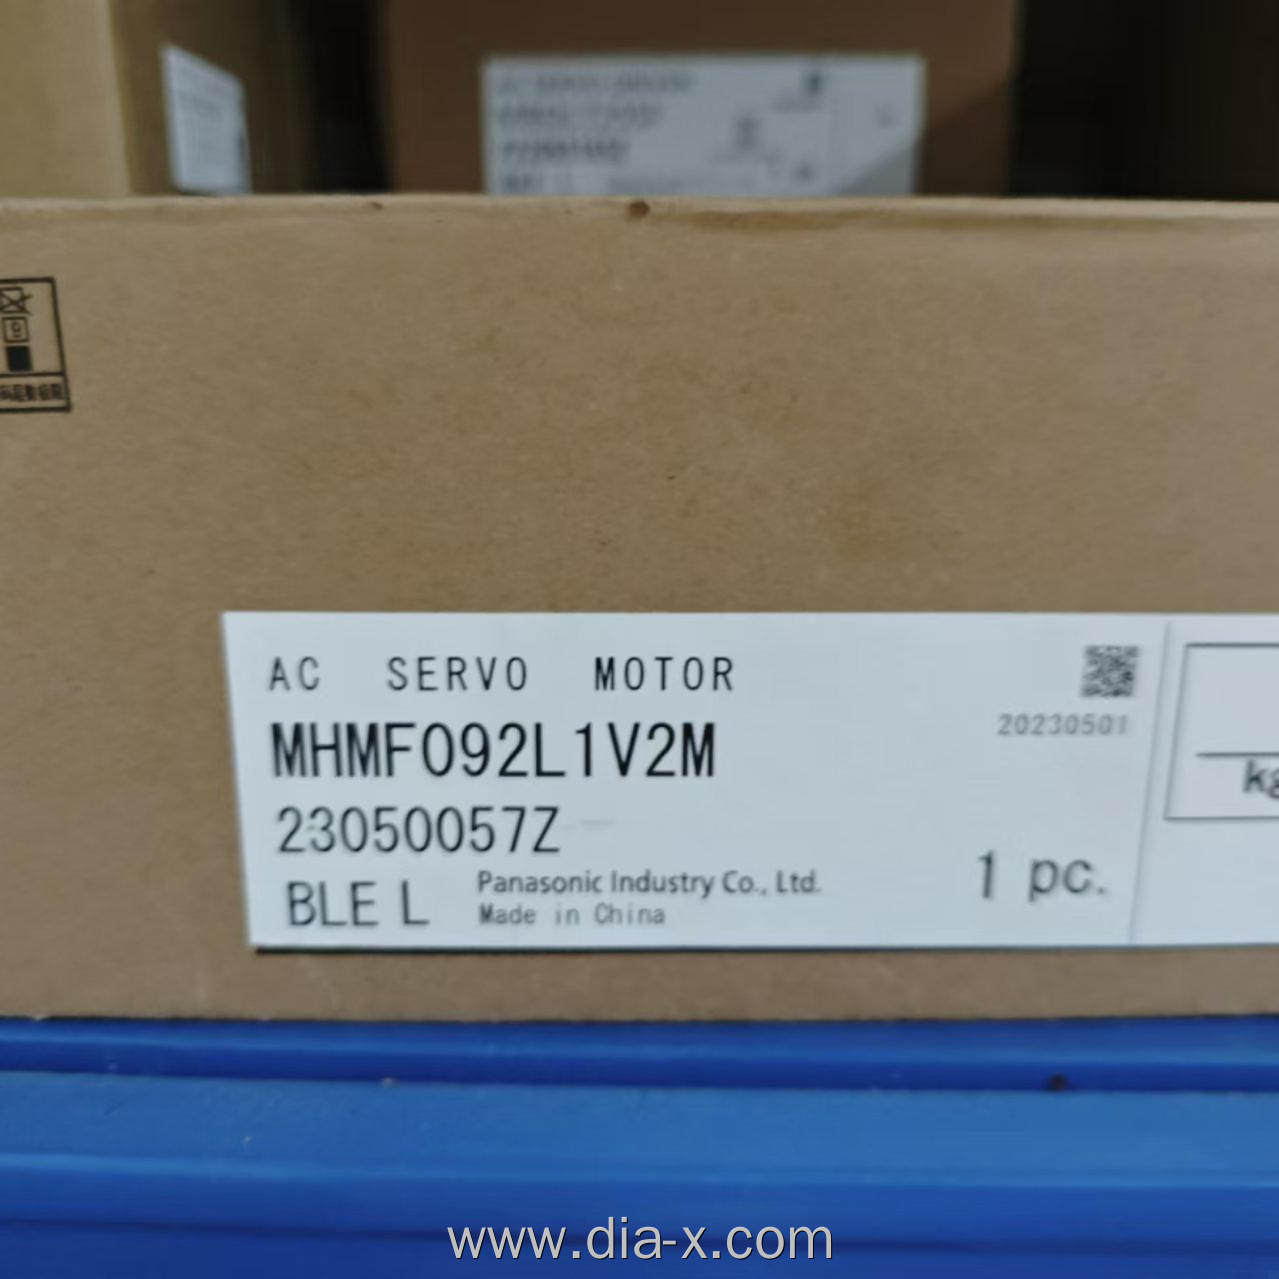 AC SERVO MOTOR
MHMF092L1V2M
23050057Z
BLE L
Panasonic Industry Co., Ltd.
Made in China
20230501
1 pc.
kg
www.dia-x.com